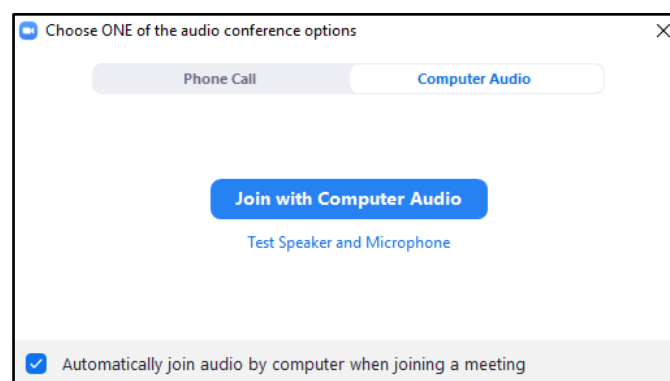 Choose ONE of the audio conference options
Phone Call
Computer Audio
Join with Computer Audio
Test Speaker and Microphone
Automatically join audio by computer when joining a meeting